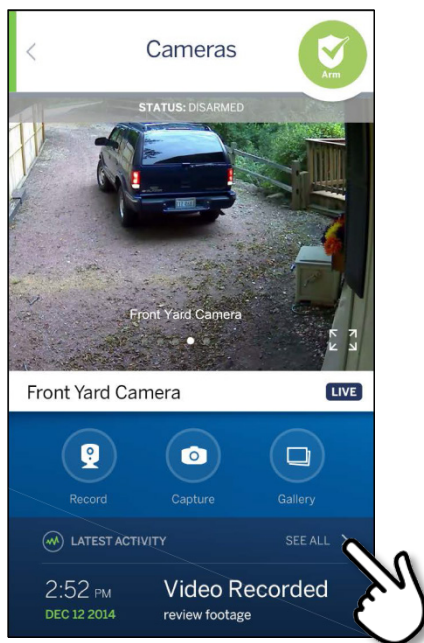 Cameras
Arm
STATUS: DISARMED
Front Yard Camera
Front Yard Camera
LIVE
Record
Capture
Gallery
LATEST ACTIVITY
SEE ALL
2:52 PM
Video Recorded
DEC 12 2014
review footage